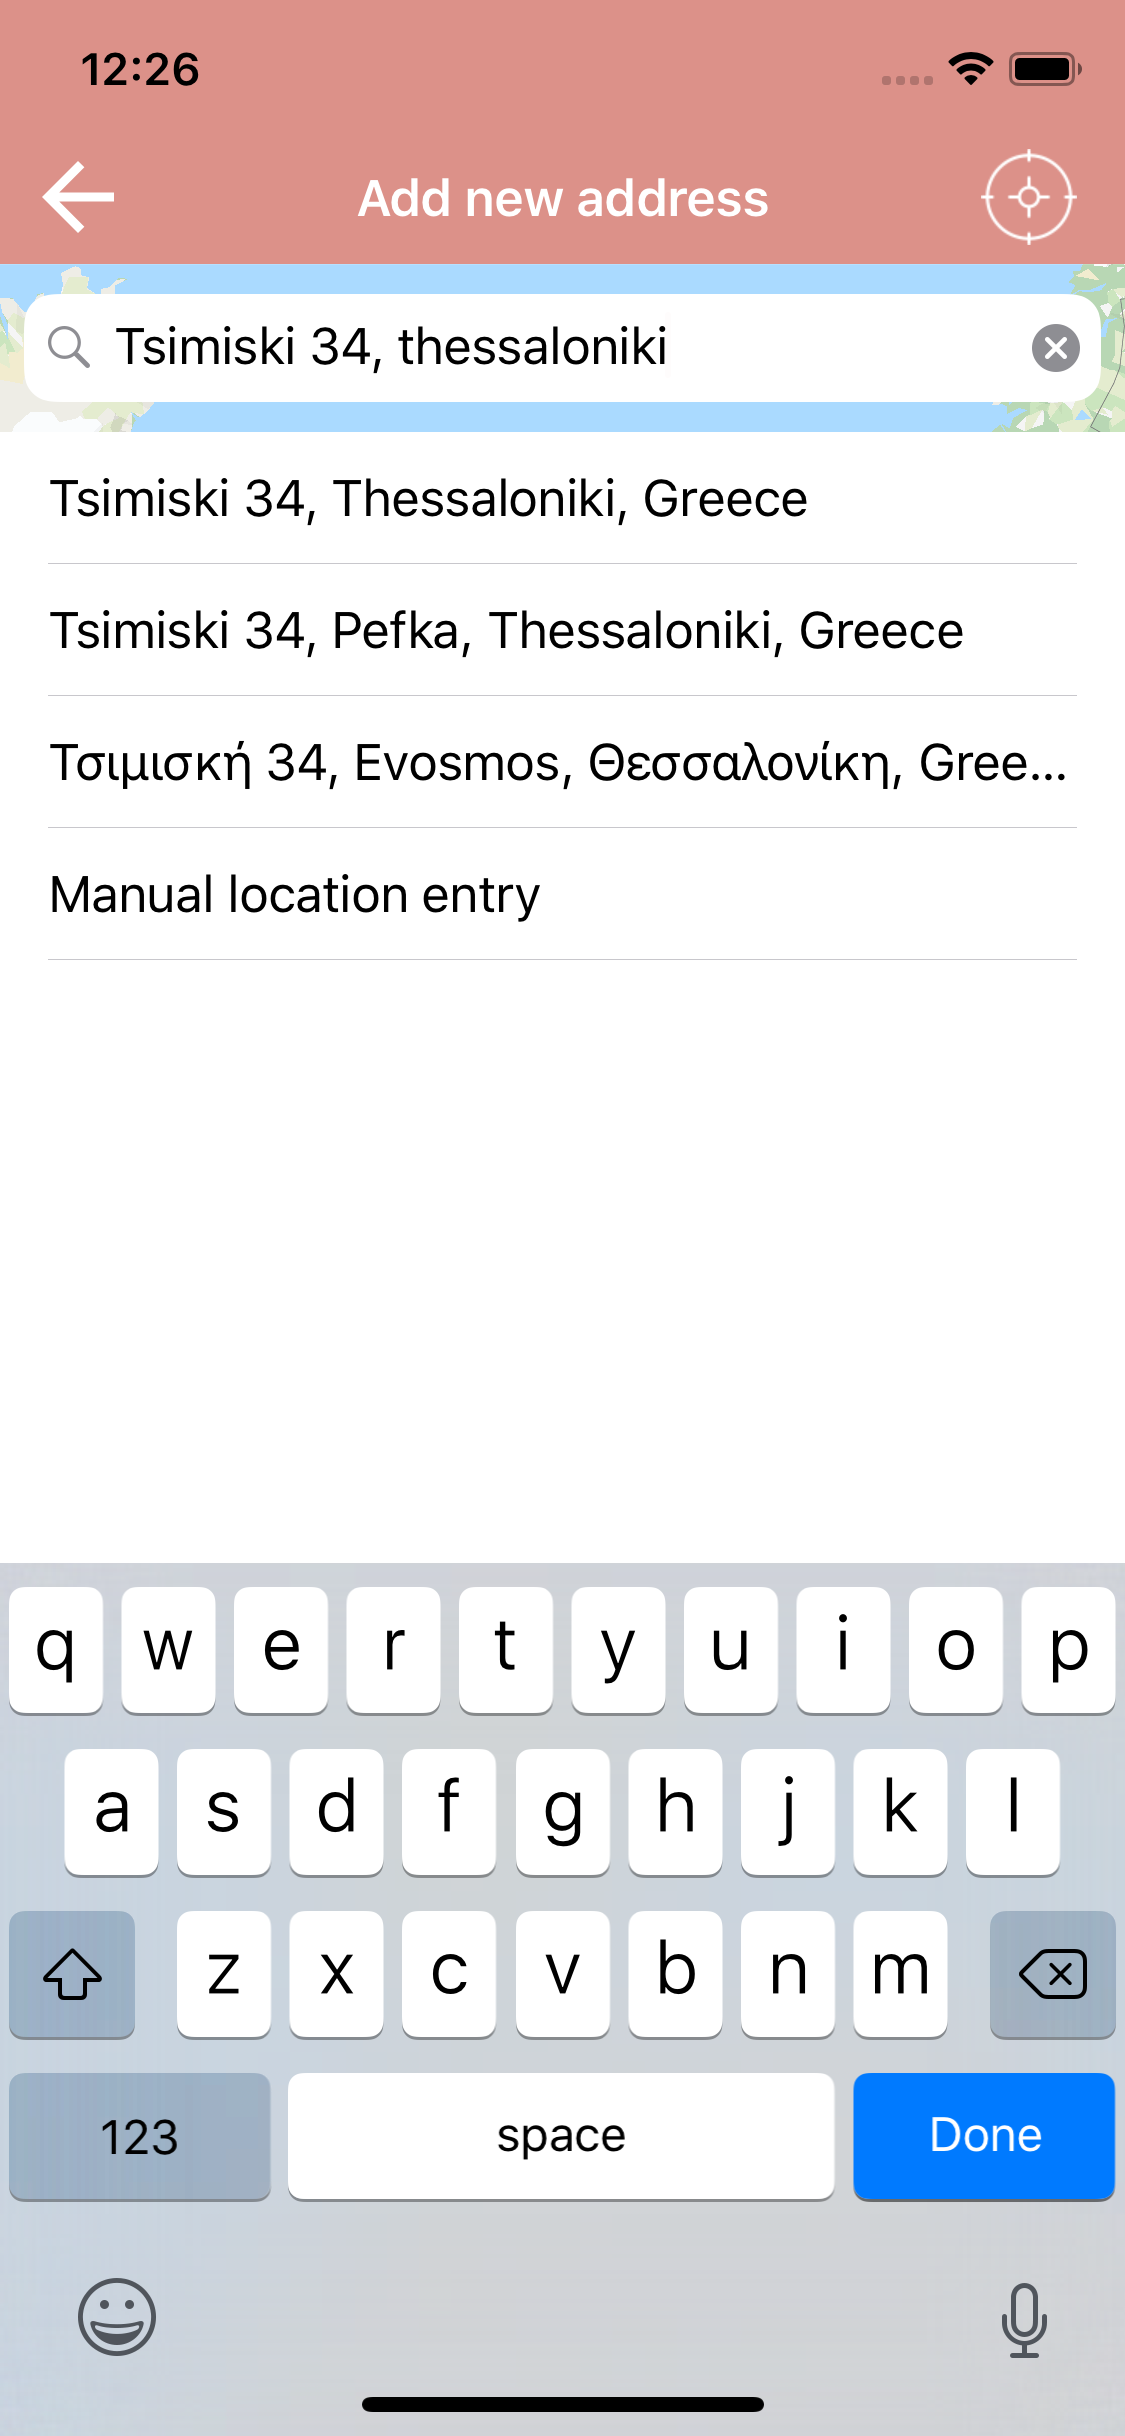 12:26
Add new address
Tsimiski 34, thessaloniki
Tsimiski 34, Thessaloniki, Greece
Tsimiski 34, Pefka, Thessaloniki, Greece
Τσιμισκή 34, Evosmos, Θεσσαλονίκη, Gree...
Manual location entry
q w e r t y u i o p
a s d f g h j k l
z x c v b n m
123 space Done